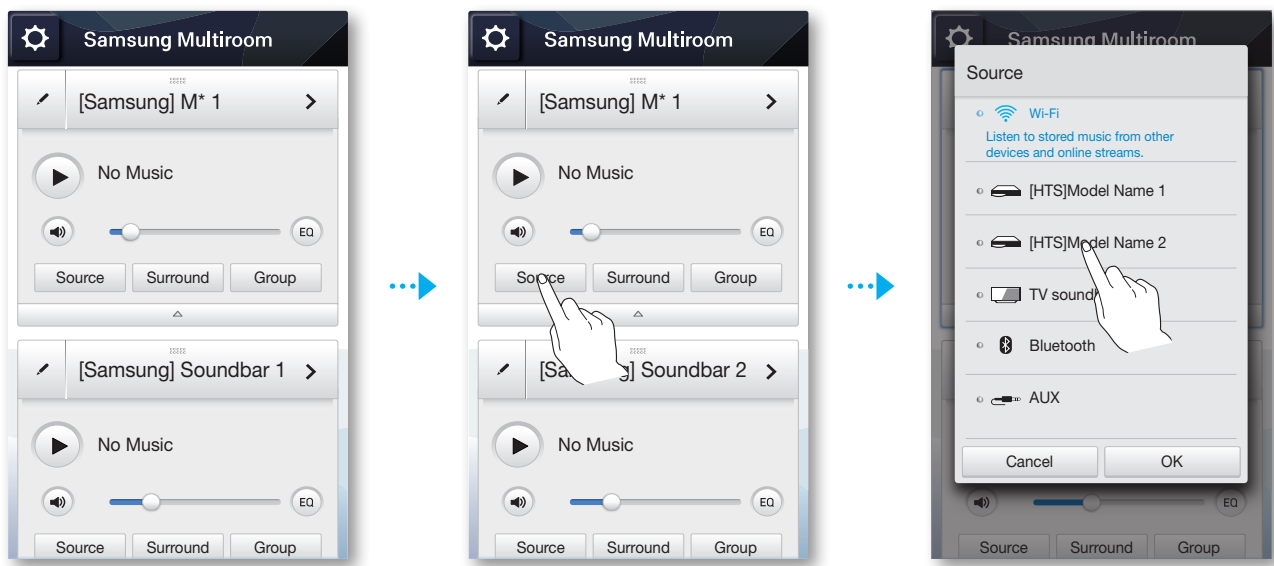 Samsung Multiroom
[Samsung] M* 1
No Music
EQ
Source Surround Group
[Samsung] Soundbar 1
No Music
EQ
Source Surround Group
Samsung Multiroom
[Samsung] M* 1
No Music
EQ
Source Surround Group
Soundbar 2
No Music
EQ
Source Surround Group
Samsung Multiroom
Source
Wi-Fi
Listen to stored music from other
devices and online streams.
[HTS]Model Name 1
[HTS]Model Name 2
TV
Bluetooth
AUX
Cancel OK
EQ
Source Surround Group